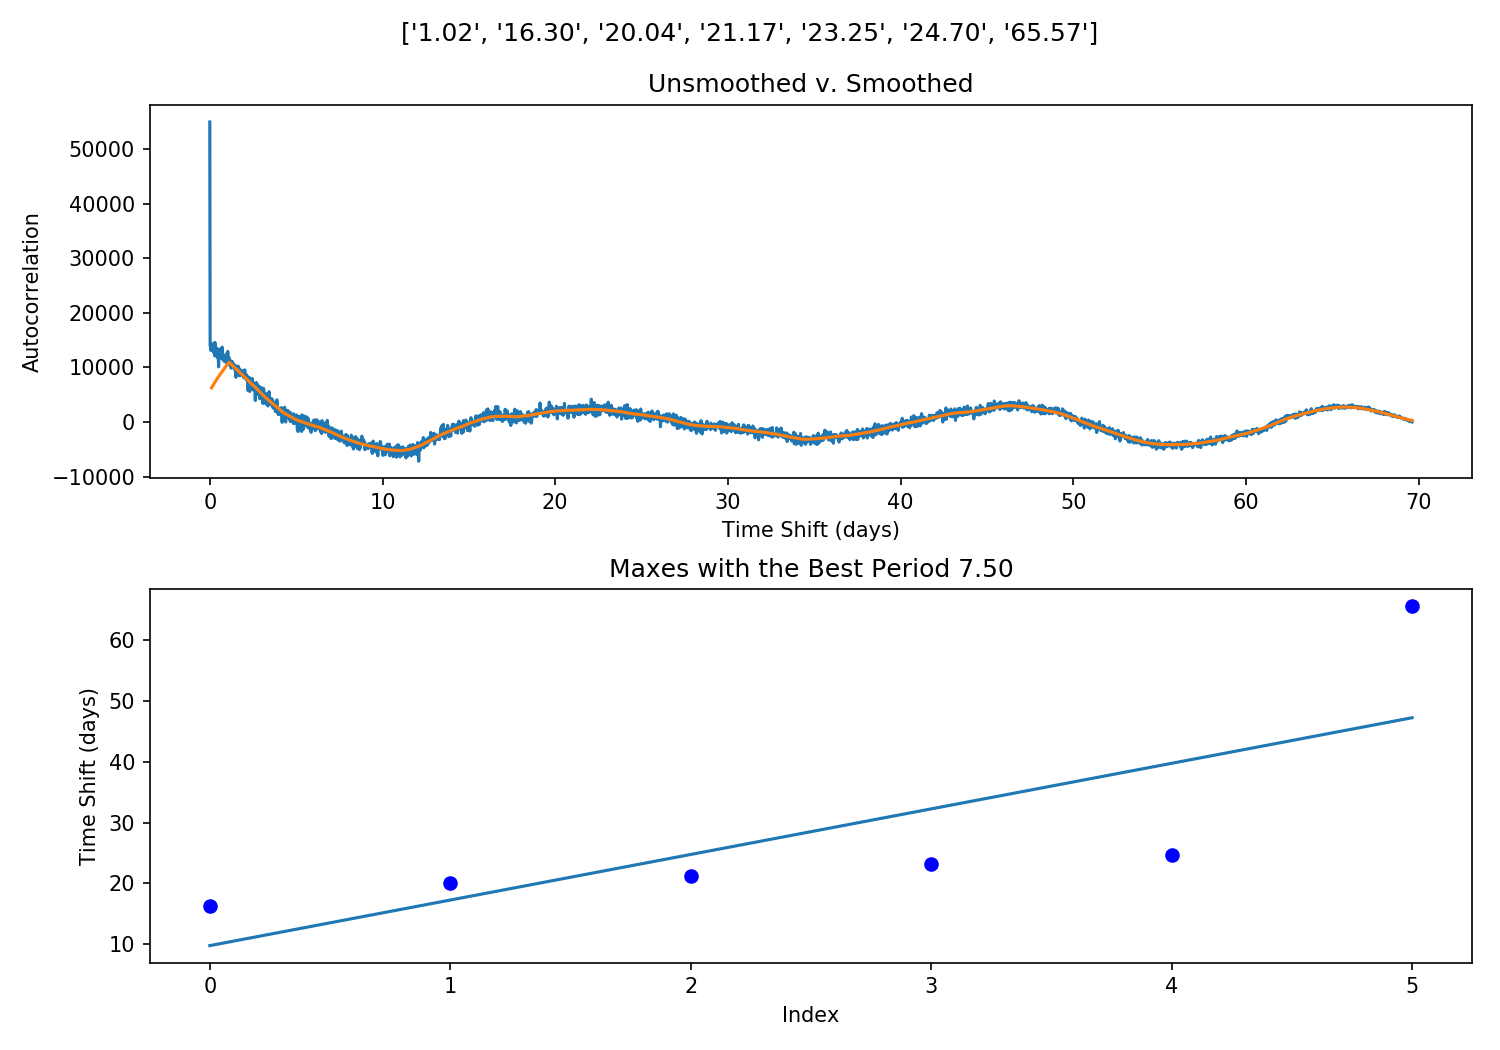 ['1.02', '16.30', '20.04', '21.17', '23.25', '24.70', '65.57']
Unsmoothed v. Smoothed
Autocorrelation
50000
40000
30000
20000
10000
0
−10000
0 10 20 30 40 50 60 70
Time Shift (days)
Maxes with the Best Period 7.50
Time Shift (days)
60
50
40
30
20
10
0 1 2 3 4 5
Index